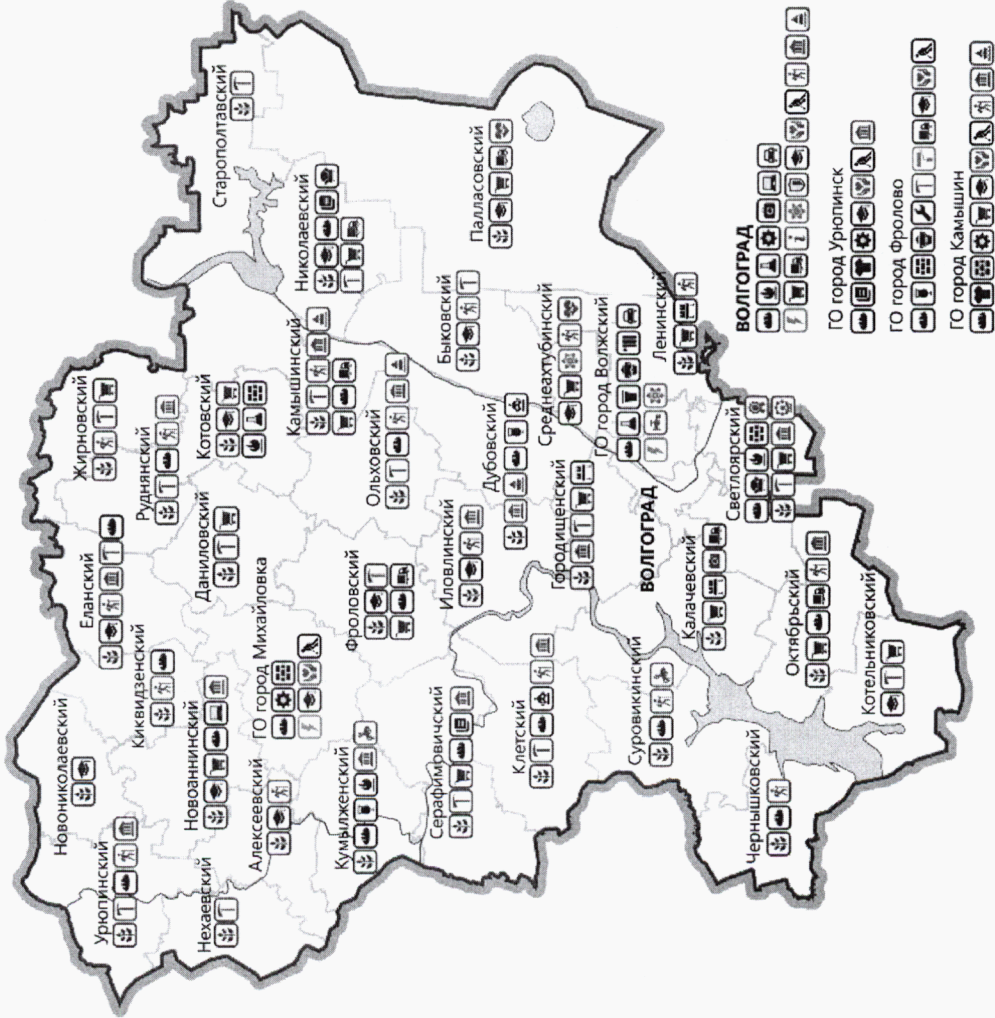 Старополтавский
Николаевский
Палласовский
Быковский
Ленинский
Среднеахтубинский
ГО город Волжский
Жирновский
Руднянский
Котовский
Камышинский
Ольховский
Дубовский
Городищенский
ВОЛГОГРАД
Светлоярский
Еланский
Даниловский
Фроловский
Иловлинский
Калачевский
Октябрьский
Котельниковский
Новониколаевский
Киквидзенский
Новоаннинский
ГО город Михайловка
Алексеевский
Кумылженский
Серафимовичский
Клетский
Суровикинский
Чернышковский
Урюпинский
Нехаевский
ВОЛГОГРАД
ГО город Урюпинск
ГО город Фролово
ГО город Камышин